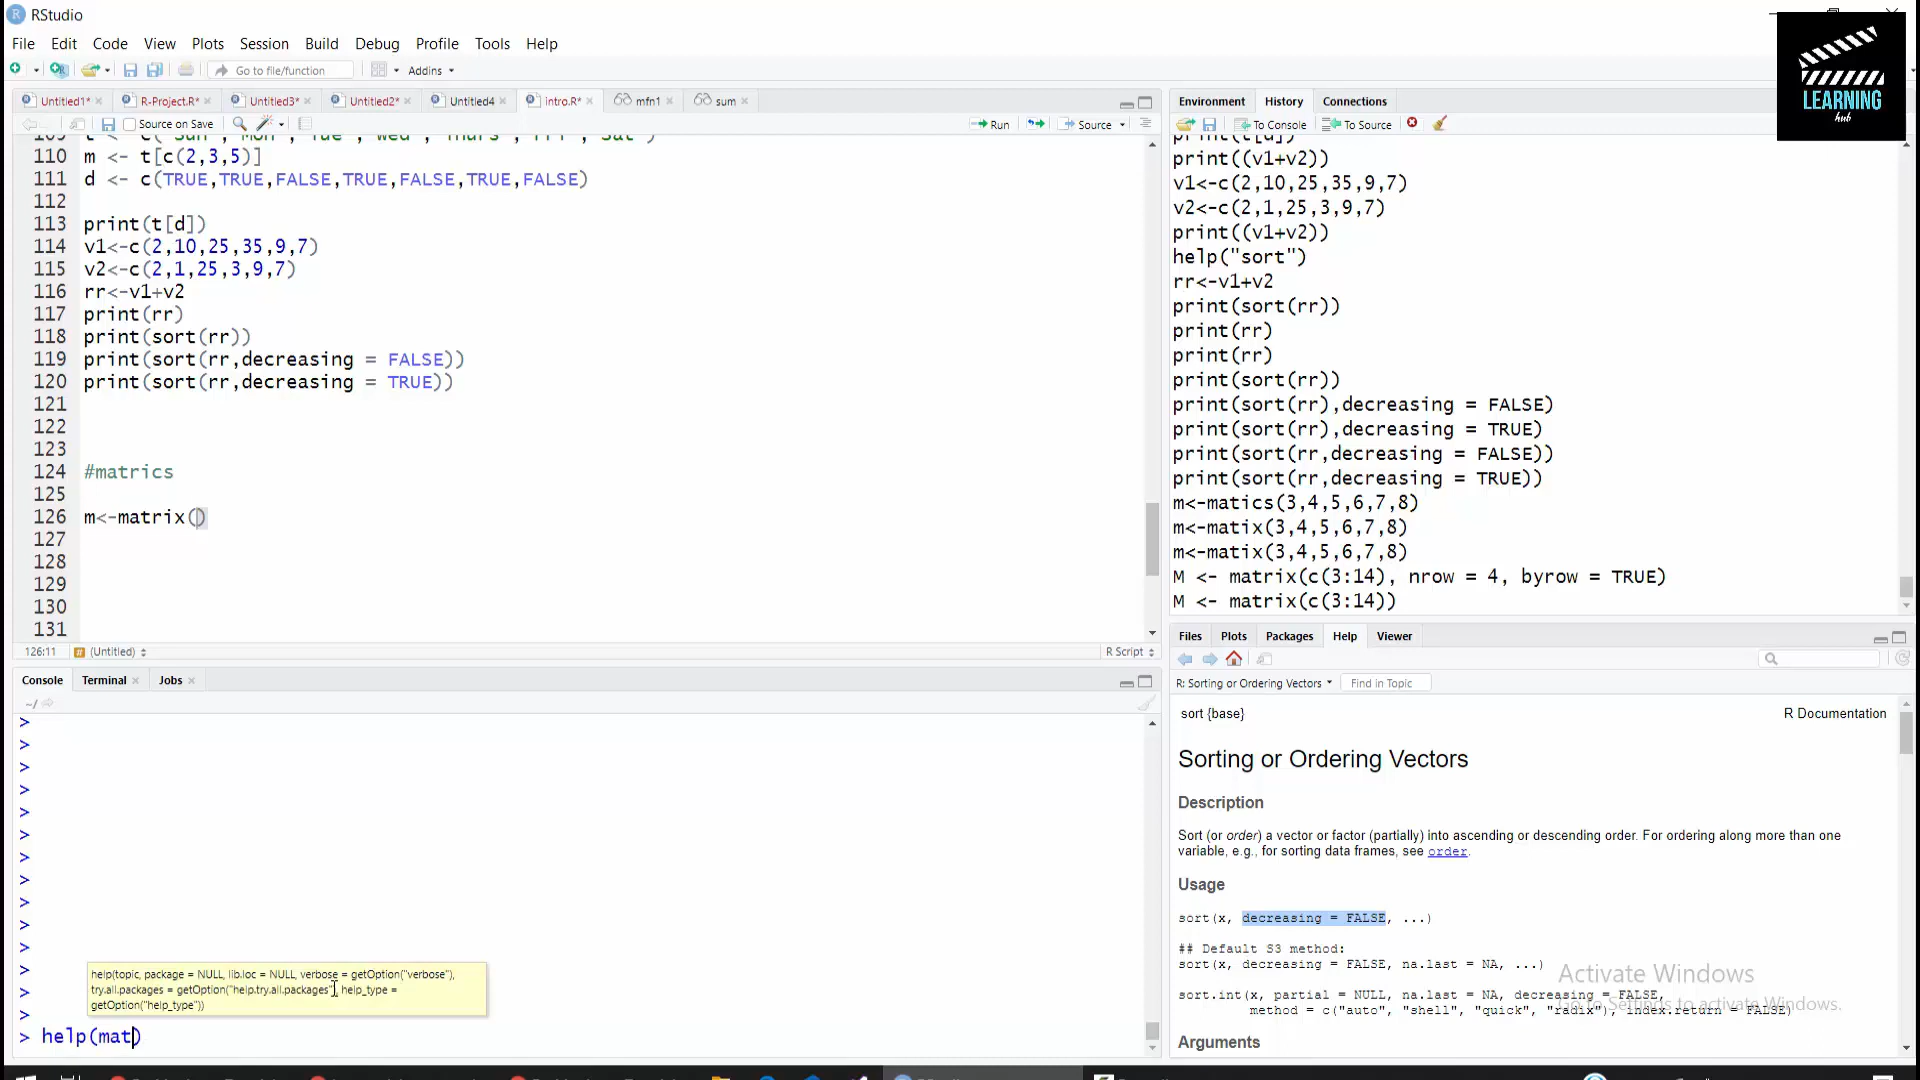 RStudio
File Edit Code View Plots Session Build Debug Profile Tools Help
Go to file/function Addins
Untitled1* R-Project.R* Untitled3* Untitled2* Untitled4 intro.R* mfn1 sum
Source on Save Run Source
109 t <- c("Sun","Mon","Tue","Wed","Thurs","Fri","Sat")
110 m <- t[c(2,3,5)]
111 d <- c(TRUE,TRUE,FALSE,TRUE,FALSE,TRUE,FALSE)
112
113 print(t[d])
114 v1<-c(2,10,25,35,9,7)
115 v2<-c(2,1,25,3,9,7)
116 rr<-v1+v2
117 print(rr)
118 print(sort(rr))
119 print(sort(rr,decreasing = FALSE))
120 print(sort(rr,decreasing = TRUE))
121
122
123
124 #matrics
125
126 m<-matrix()
127
128
129
130
131
126:11 (Untitled) R Script
Console Terminal Jobs
~/
>
>
>
>
>
>
>
>
>
>
>
>
>
>
help(topic, package = NULL, lib.loc = NULL, verbose = getOption("verbose"),
try.all.packages = getOption("help.try.all.packages"), help_type =
getOption("help_type"))
> help(mat)
Environment History Connections
To Console To Source
print(t[d])
print((v1+v2))
v1<-c(2,10,25,35,9,7)
v2<-c(2,1,25,3,9,7)
print((v1+v2))
help("sort")
rr<-v1+v2
print(sort(rr))
print(rr)
print(rr)
print(sort(rr))
print(sort(rr),decreasing = FALSE)
print(sort(rr),decreasing = TRUE)
print(sort(rr,decreasing = FALSE))
print(sort(rr,decreasing = TRUE))
m<-matics(3,4,5,6,7,8)
m<-matix(3,4,5,6,7,8)
m<-matix(3,4,5,6,7,8)
M <- matrix(c(3:14), nrow = 4, byrow = TRUE)
M <- matrix(c(3:14))
Files Plots Packages Help Viewer
R: Sorting or Ordering Vectors Find in Topic
sort {base} R Documentation
Sorting or Ordering Vectors
Description
Sort (or order) a vector or factor (partially) into ascending or descending order. For ordering along more than one
variable, e.g., for sorting data frames, see order.
Usage
sort(x, decreasing = FALSE, ...)
## Default S3 method:
sort(x, decreasing = FALSE, na.last = NA, ...)
sort.int(x, partial = NULL, na.last = NA, decreasing = FALSE,
method = c("auto", "shell", "quick", "radix"), index.return = FALSE)
Arguments
Activate Windows
Go to Settings to activate Windows.
LEARNING
hub